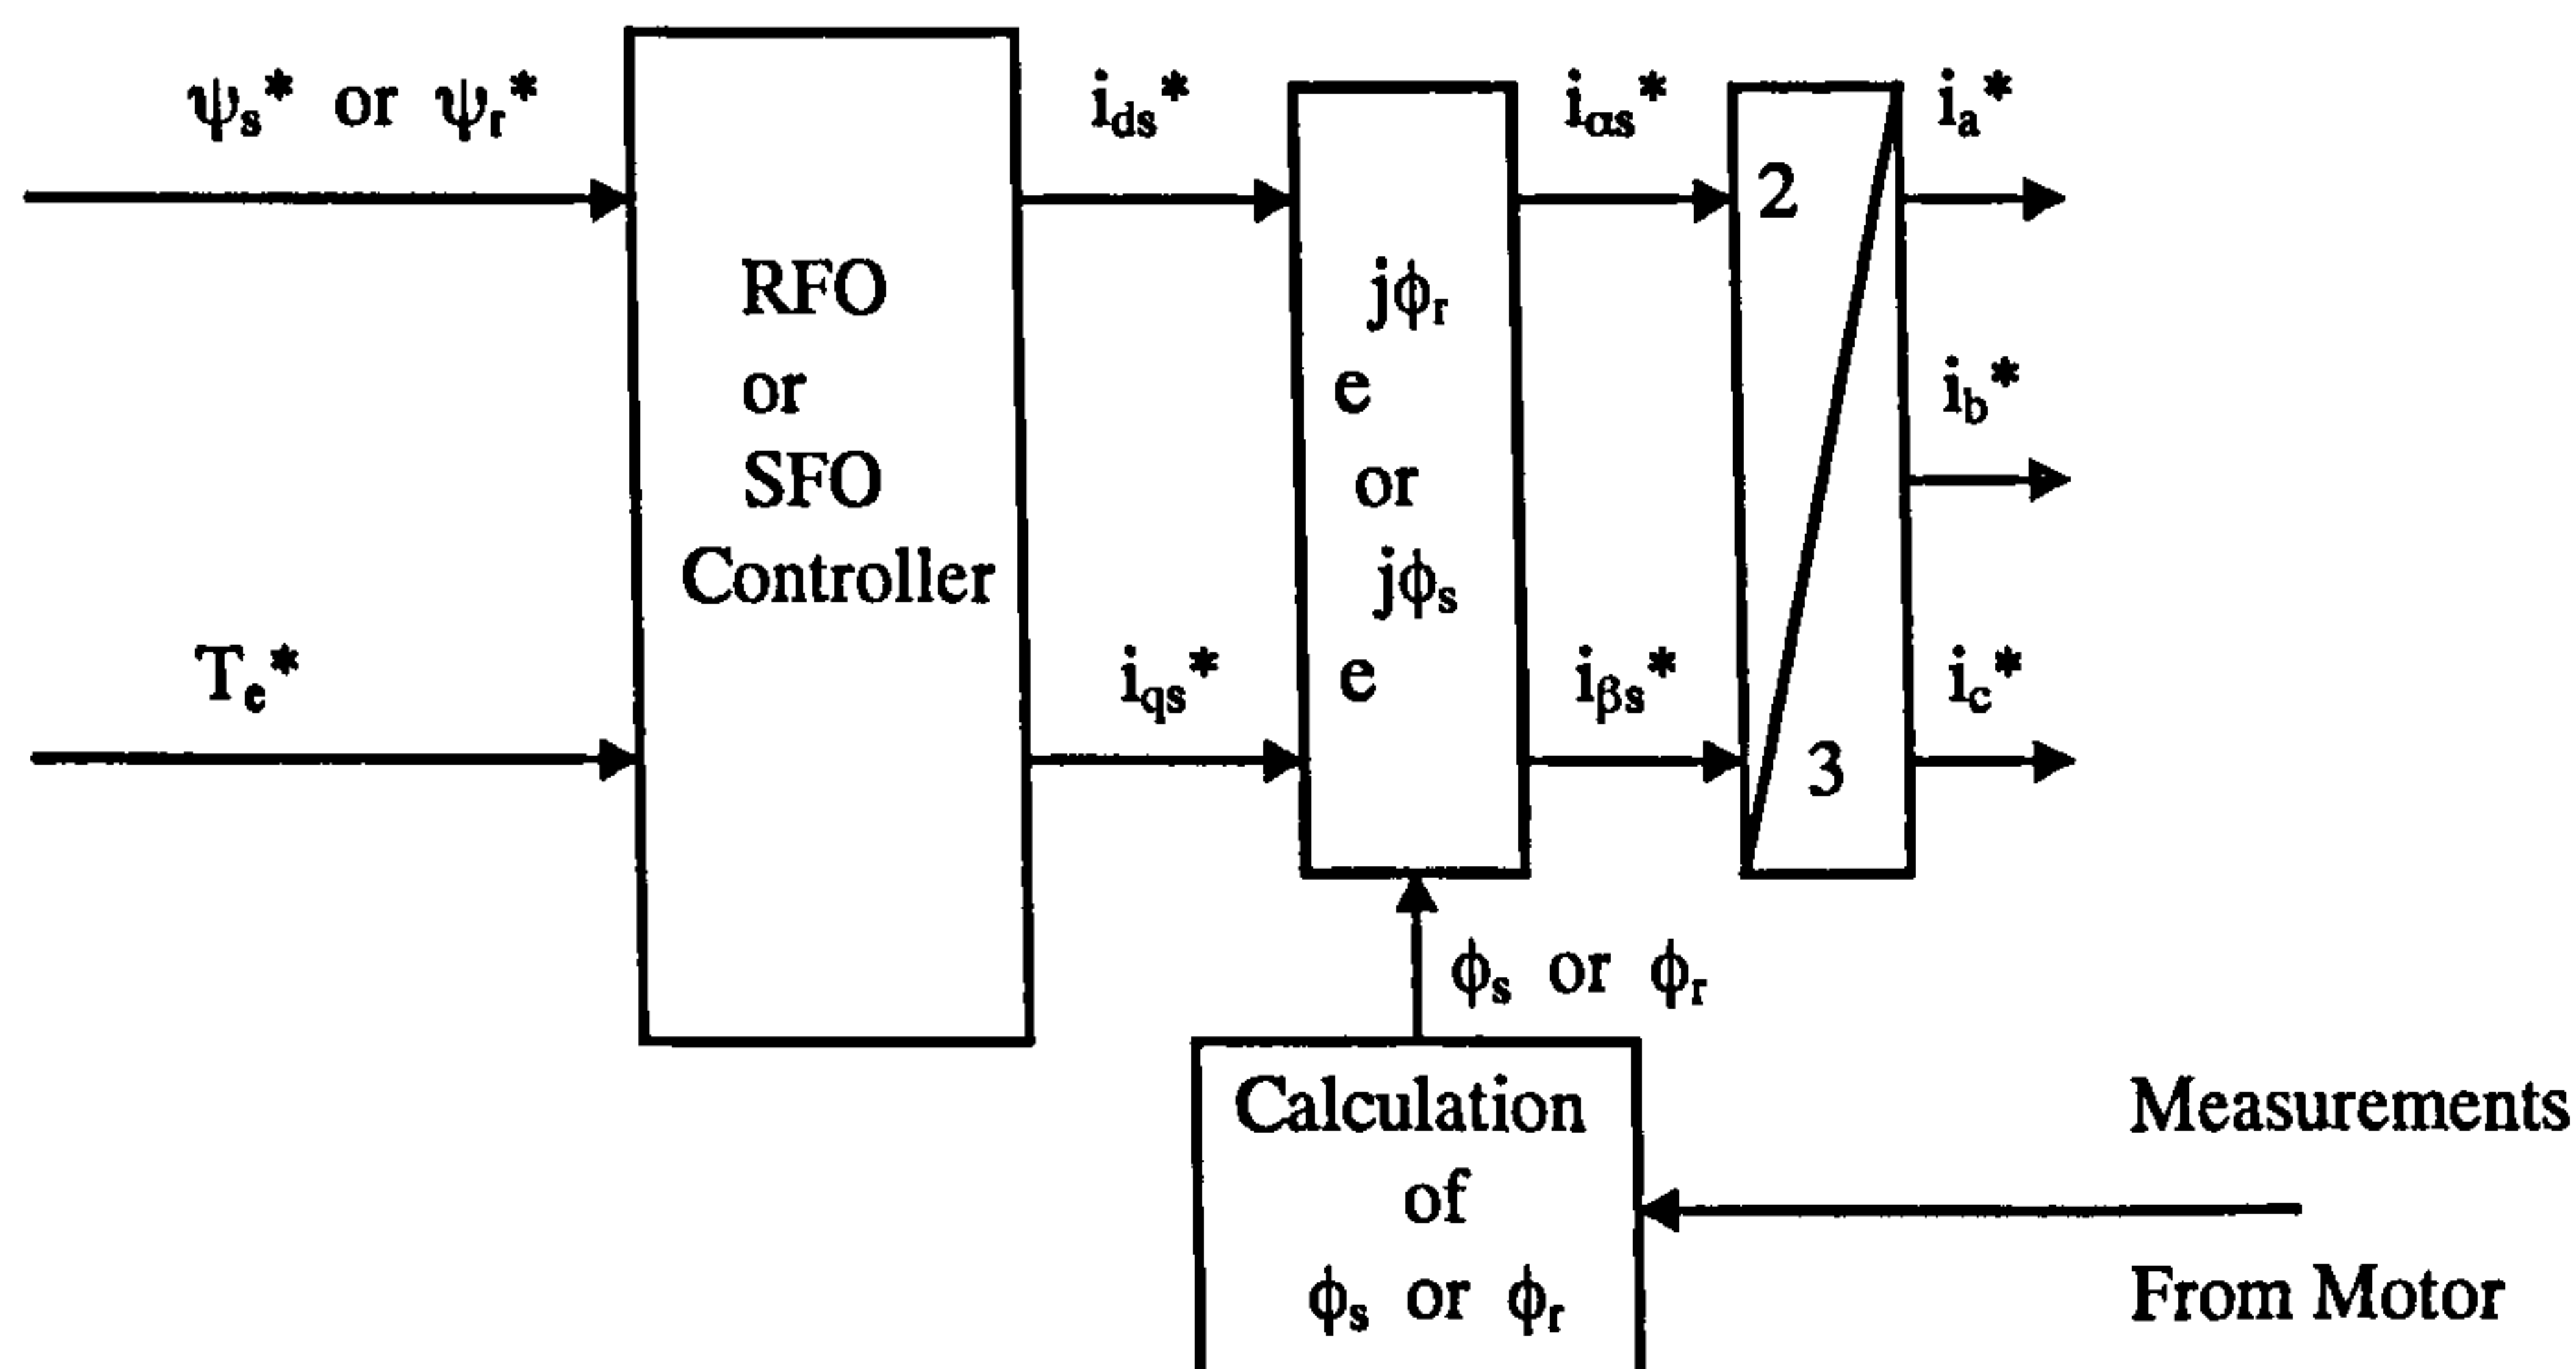 ψs* or ψr*
ids*
iαs*
ia*
2
RFO
or
SFO
Controller
jϕr
e
or
jϕs
e
ib*
Te*
iqs*
iβs*
ic*
3
ϕs or ϕr
Calculation
of
ϕs or ϕr
Measurements
From Motor